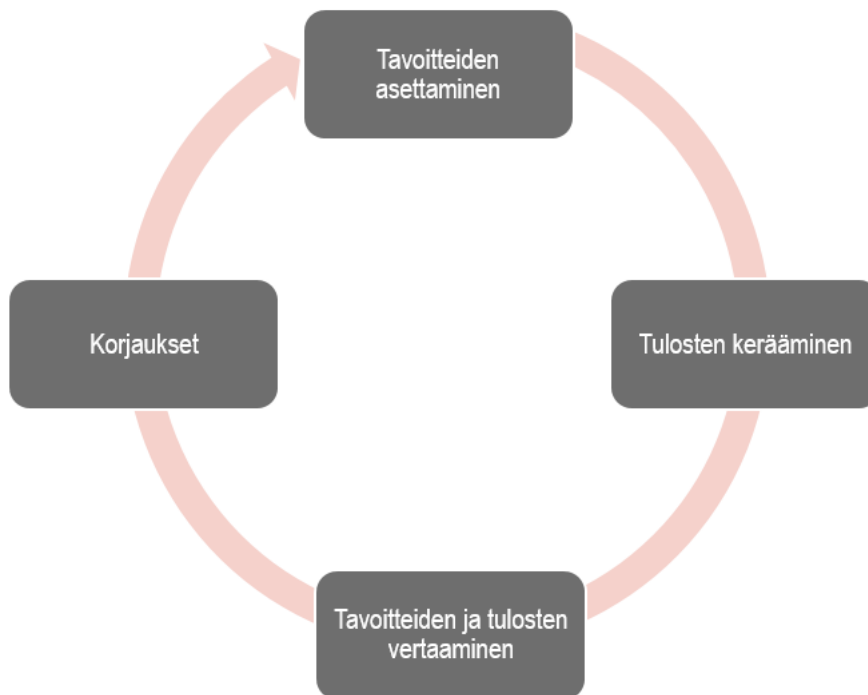 Tavoitteiden
asettaminen
Tulosten kerääminen
Tavoitteiden ja tulosten
vertaaminen
Korjaukset